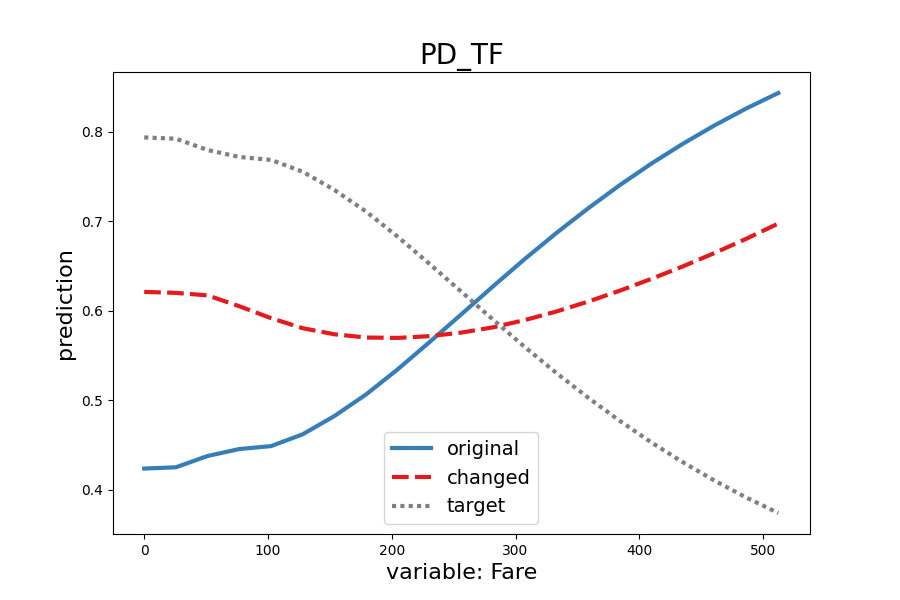 PD_TF
prediction
0.8
0.7
0.6
0.5
0.4
original
changed
target
0 100 200 300 400 500
variable: Fare